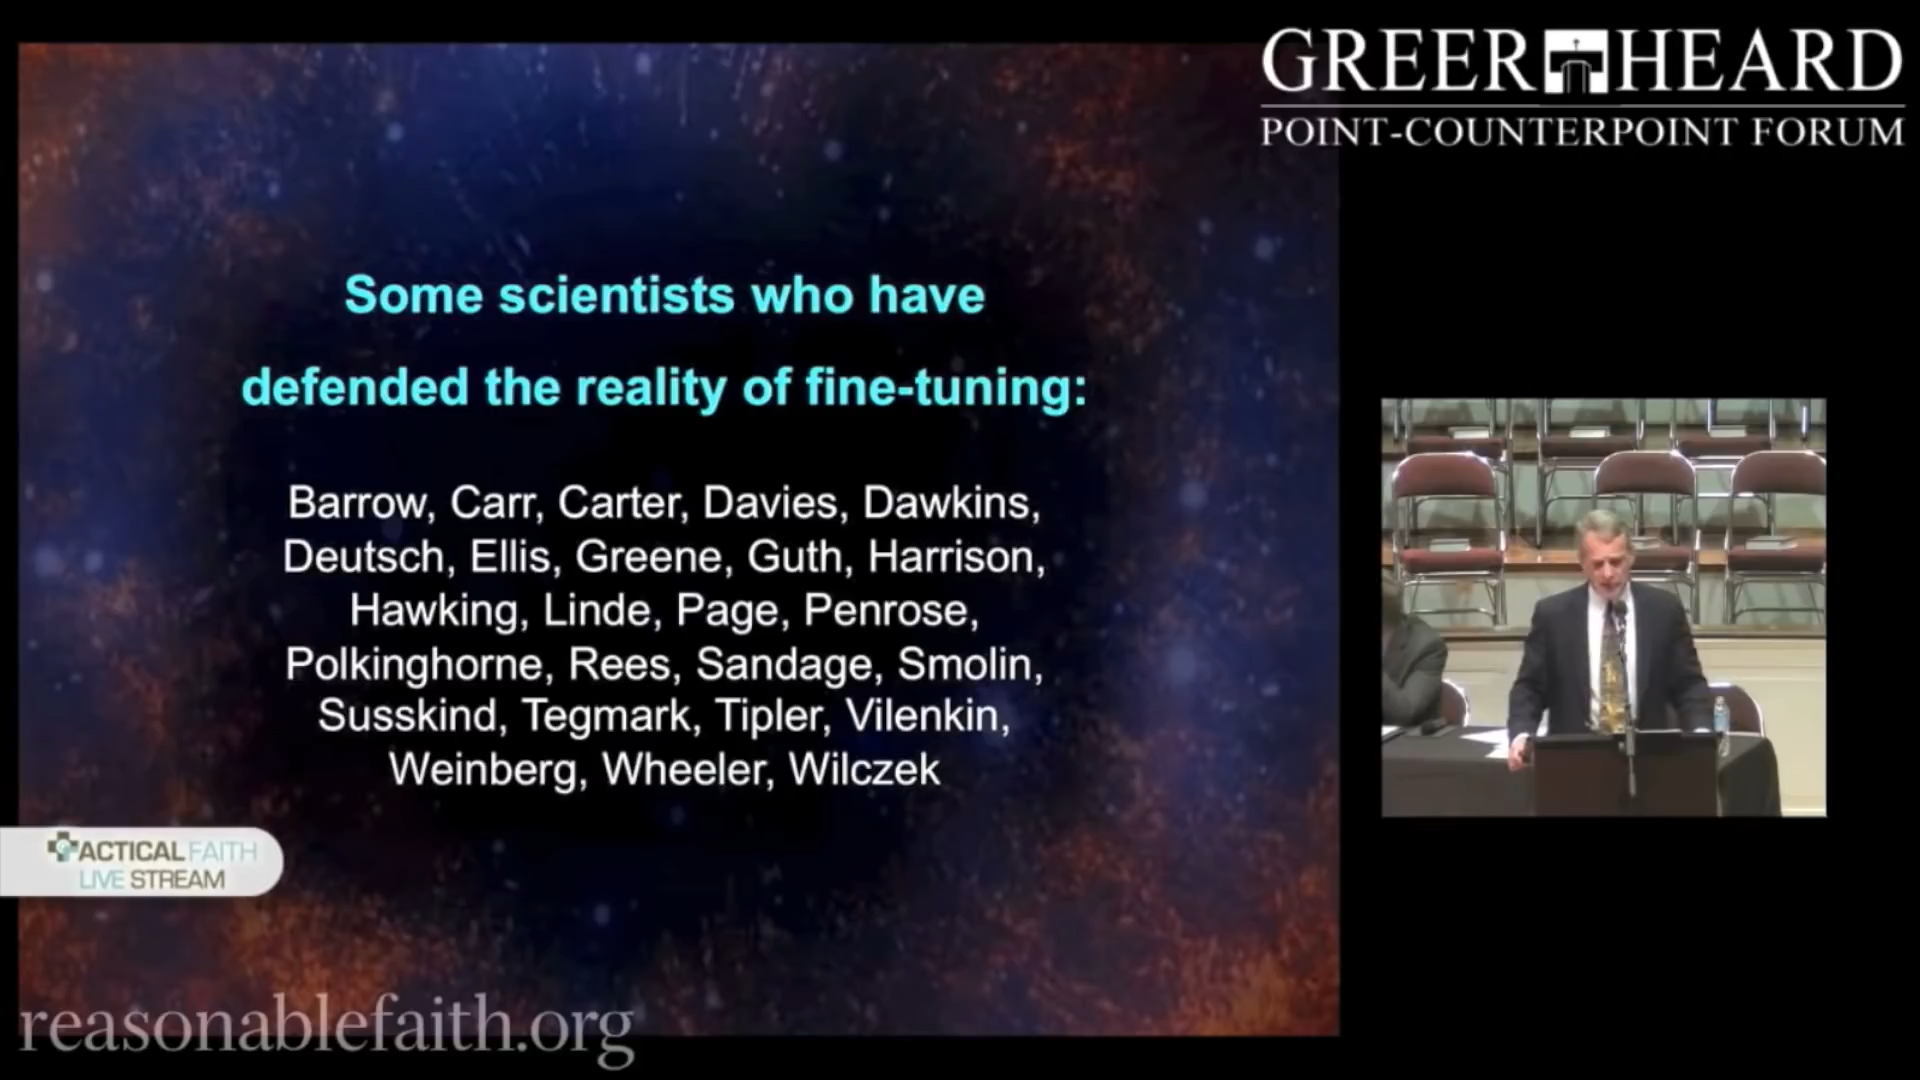 GREER HEARD
POINT-COUNTERPOINT FORUM
Some scientists who have
defended the reality of fine-tuning:
Barrow, Carr, Carter, Davies, Dawkins,
Deutsch, Ellis, Greene, Guth, Harrison,
Hawking, Linde, Page, Penrose,
Polkinghorne, Rees, Sandage, Smolin,
Susskind, Tegmark, Tipler, Vilenkin,
Weinberg, Wheeler, Wilczek
TACTICAL FAITH
LIVE STREAM
reasonablefaith.org